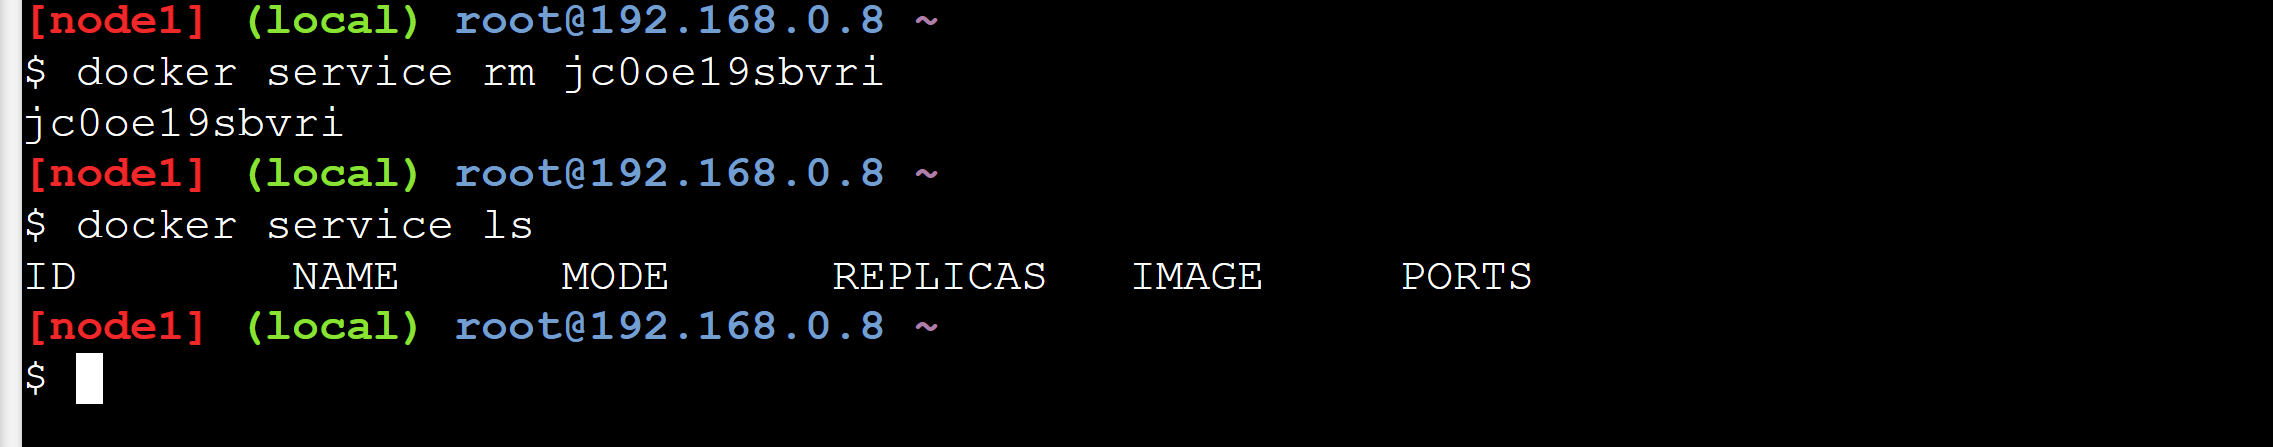 [node1] (local) root@192.168.0.8 ~
$ docker service rm jc0oe19sbvri
jc0oe19sbvri
[node1] (local) root@192.168.0.8 ~
$ docker service ls
ID        NAME      MODE      REPLICAS   IMAGE     PORTS
[node1] (local) root@192.168.0.8 ~
$